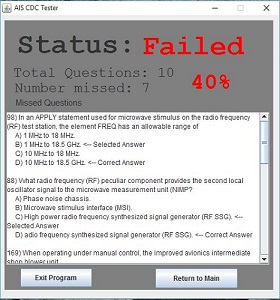 AIS CDC Tester
Status: Failed
Total Questions: 10
Number missed: 7
40%
Missed Questions
98) In an APPLY statement used for microwave stimulus on the radio frequency
(RF) test station, the element FREQ has an allowable range of
A) 1 MHz to 18 MHz.
B) 1 MHz to 18.5 GHz. <-- Selected Answer
C) 10 MHz to 18 MHz.
D) 10 MHz to 18.5 GHz. <-- Correct Answer
88) What radio frequency (RF) peculiar component provides the second local
oscillator signal to the microwave measurement unit (NIMP?
A) Phase noise chassis.
B) Microwave stimulus interface (MSI).
C) High power radio frequency synthesized signal generator (RF SSG). <--
Selected Answer
D) adio frequency synthesized signal generator (RF SSG). <-- Correct Answer
169) When operating under manual control, the improved avionics intermediate
shop blower unit
Exit Program
Return to Main